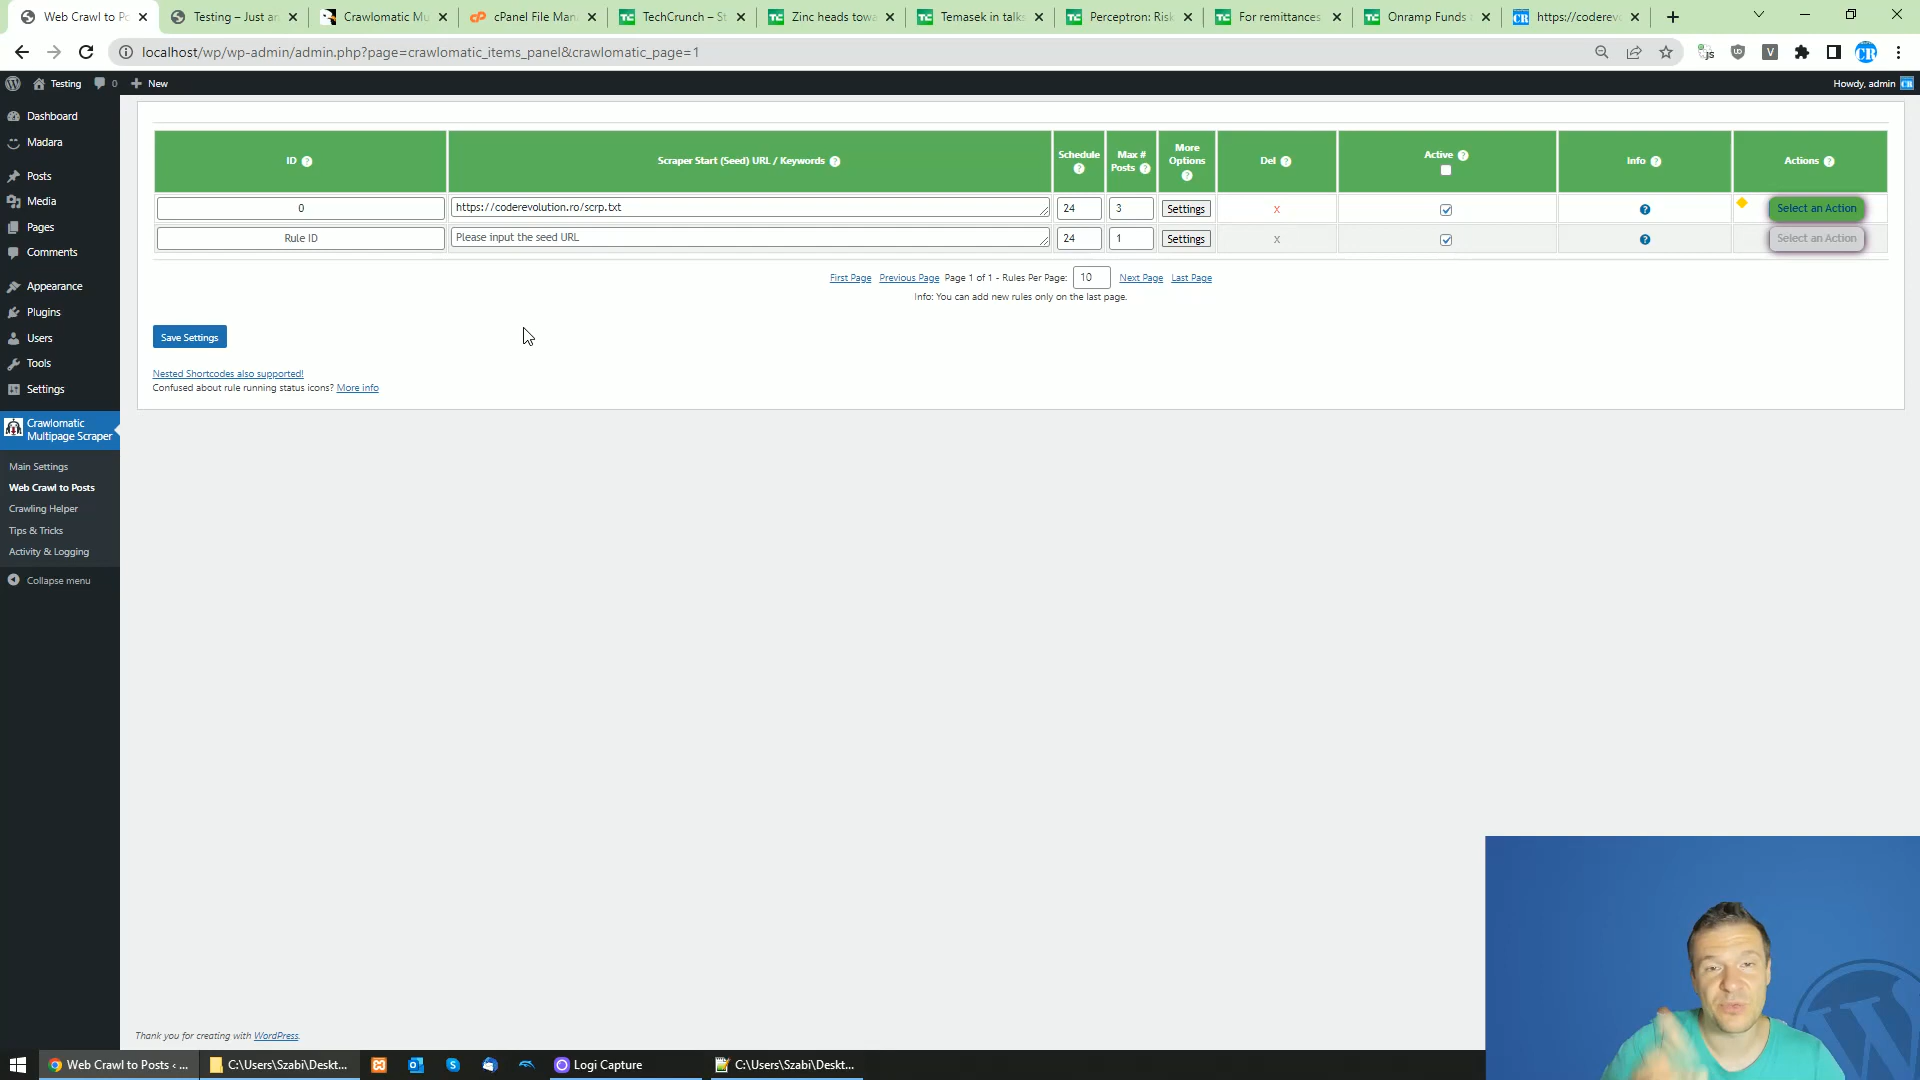 Web Crawl to Po
Testing – Just an
Crawlomatic Mu
cPanel File Man
TechCrunch – St
Zinc heads towa
Temasek in talks
Perceptron: Risk
For remittances
Onramp Funds
https://coderevo
localhost/wp/wp-admin/admin.php?page=crawlomatic_items_panel&crawlomatic_page=1
Testing
0
New
Howdy, admin
Dashboard
Madara
Posts
Media
Pages
Comments
Appearance
Plugins
Users
Tools
Settings
Crawlomatic
Multipage Scraper
Main Settings
Web Crawl to Posts
Crawling Helper
Tips & Tricks
Activity & Logging
Collapse menu
ID
Scraper Start (Seed) URL / Keywords
Schedule
Max #
Posts
More
Options
Del
Active
Info
Actions
0
https://coderevolution.ro/scrp.txt
24
3
Settings
X
Select an Action
Rule ID
Please input the seed URL
24
1
Settings
X
Select an Action
First Page Previous Page Page 1 of 1 - Rules Per Page: 10 Next Page Last Page
Info: You can add new rules only on the last page.
Save Settings
Nested Shortcodes also supported!
Confused about rule running status icons? More info
Thank you for creating with WordPress.
Web Crawl to Posts ‹ ...
C:\Users\Szabi\Deskt...
Logi Capture
C:\Users\Szabi\Deskt...